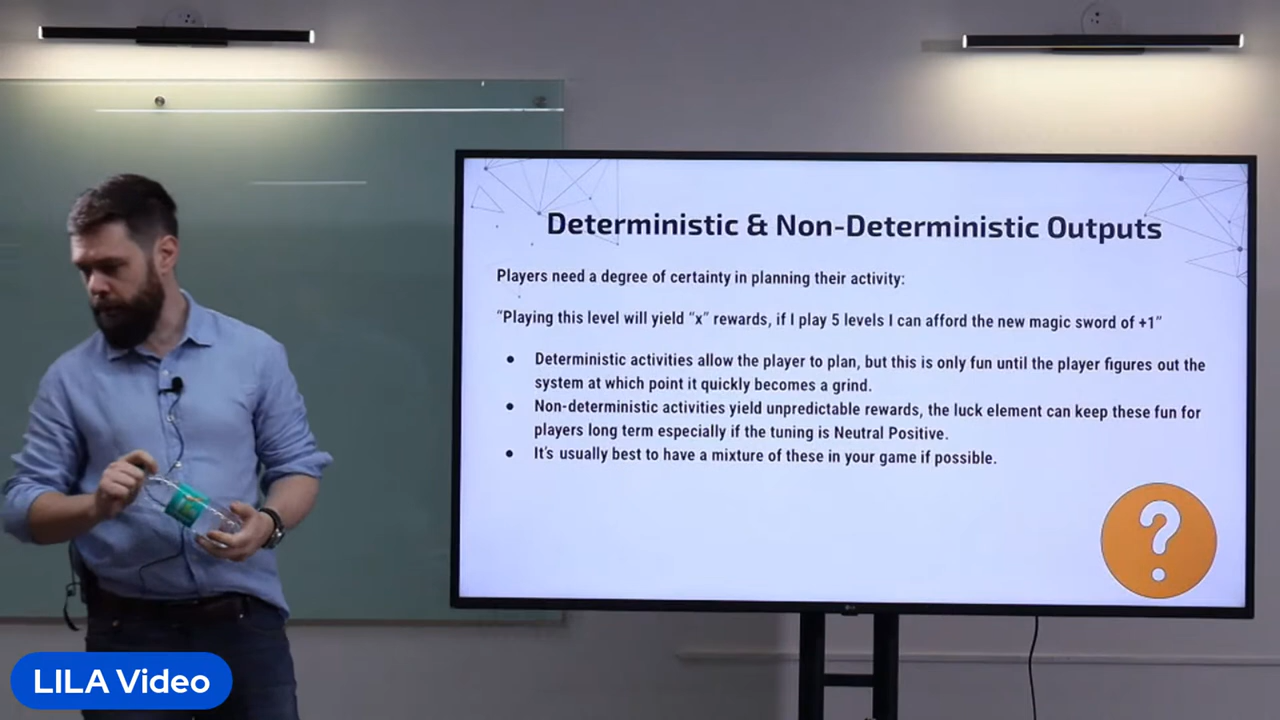 Deterministic & Non-Deterministic Outputs
Players need a degree of certainty in planning their activity:
“Playing this level will yield “x” rewards, if I play 5 levels I can afford the new magic sword of +1”
● Deterministic activities allow the player to plan, but this is only fun until the player figures out the
system at which point it quickly becomes a grind.
● Non-deterministic activities yield unpredictable rewards, the luck element can keep these fun for
players long term especially if the tuning is Neutral Positive.
● It’s usually best to have a mixture of these in your game if possible.
?
LILA Video